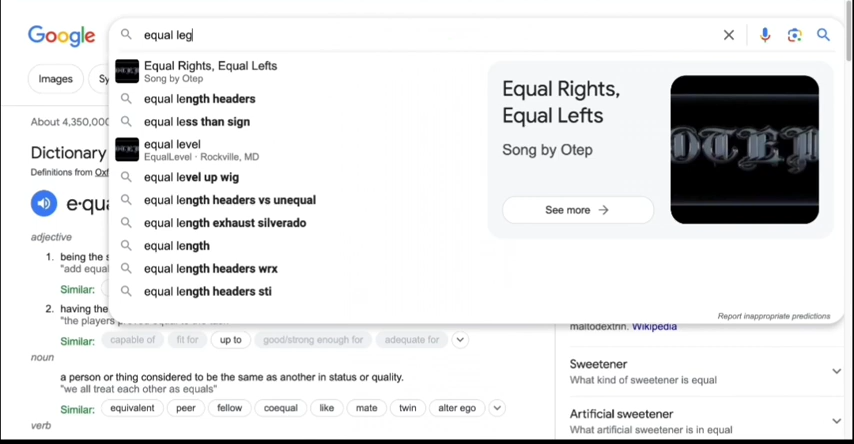 Google
equal leg
Equal Rights, Equal Lefts
Song by Otep
equal length headers
equal less than sign
equal level
EqualLevel · Rockville, MD
equal level up wig
equal length headers vs unequal
equal length exhaust silverado
equal length
equal length headers wrx
equal length headers sti
Equal Rights,
Equal Lefts
Song by Otep
See more
OTEP
Report inappropriate predictions
Images
Sy
About 4,350,000
Dictionary
Definitions from Oxf
e·qua
adjective
1. being the s
"add equal
Similar:
2. having the
"the players
Similar: capable of fit for up to good/strong enough for adequate for
noun
a person or thing considered to be the same as another in status or quality.
"we all treat each other as equals"
Similar: equivalent peer fellow coequal like mate twin alter ego
verb
maltodextrin. Wikipedia
Sweetener
What kind of sweetener is equal
Artificial sweetener
What artificial sweetener is in equal